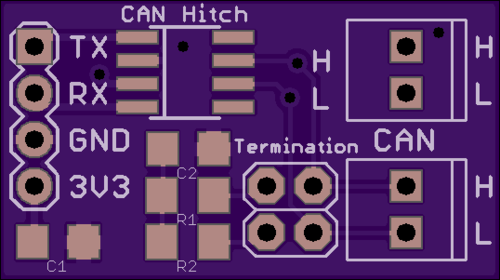 CAN Hitch
TX
H
H
RX
L
L
GND
Termination
CAN
C2
3V3
H
R1
L
C1
R2